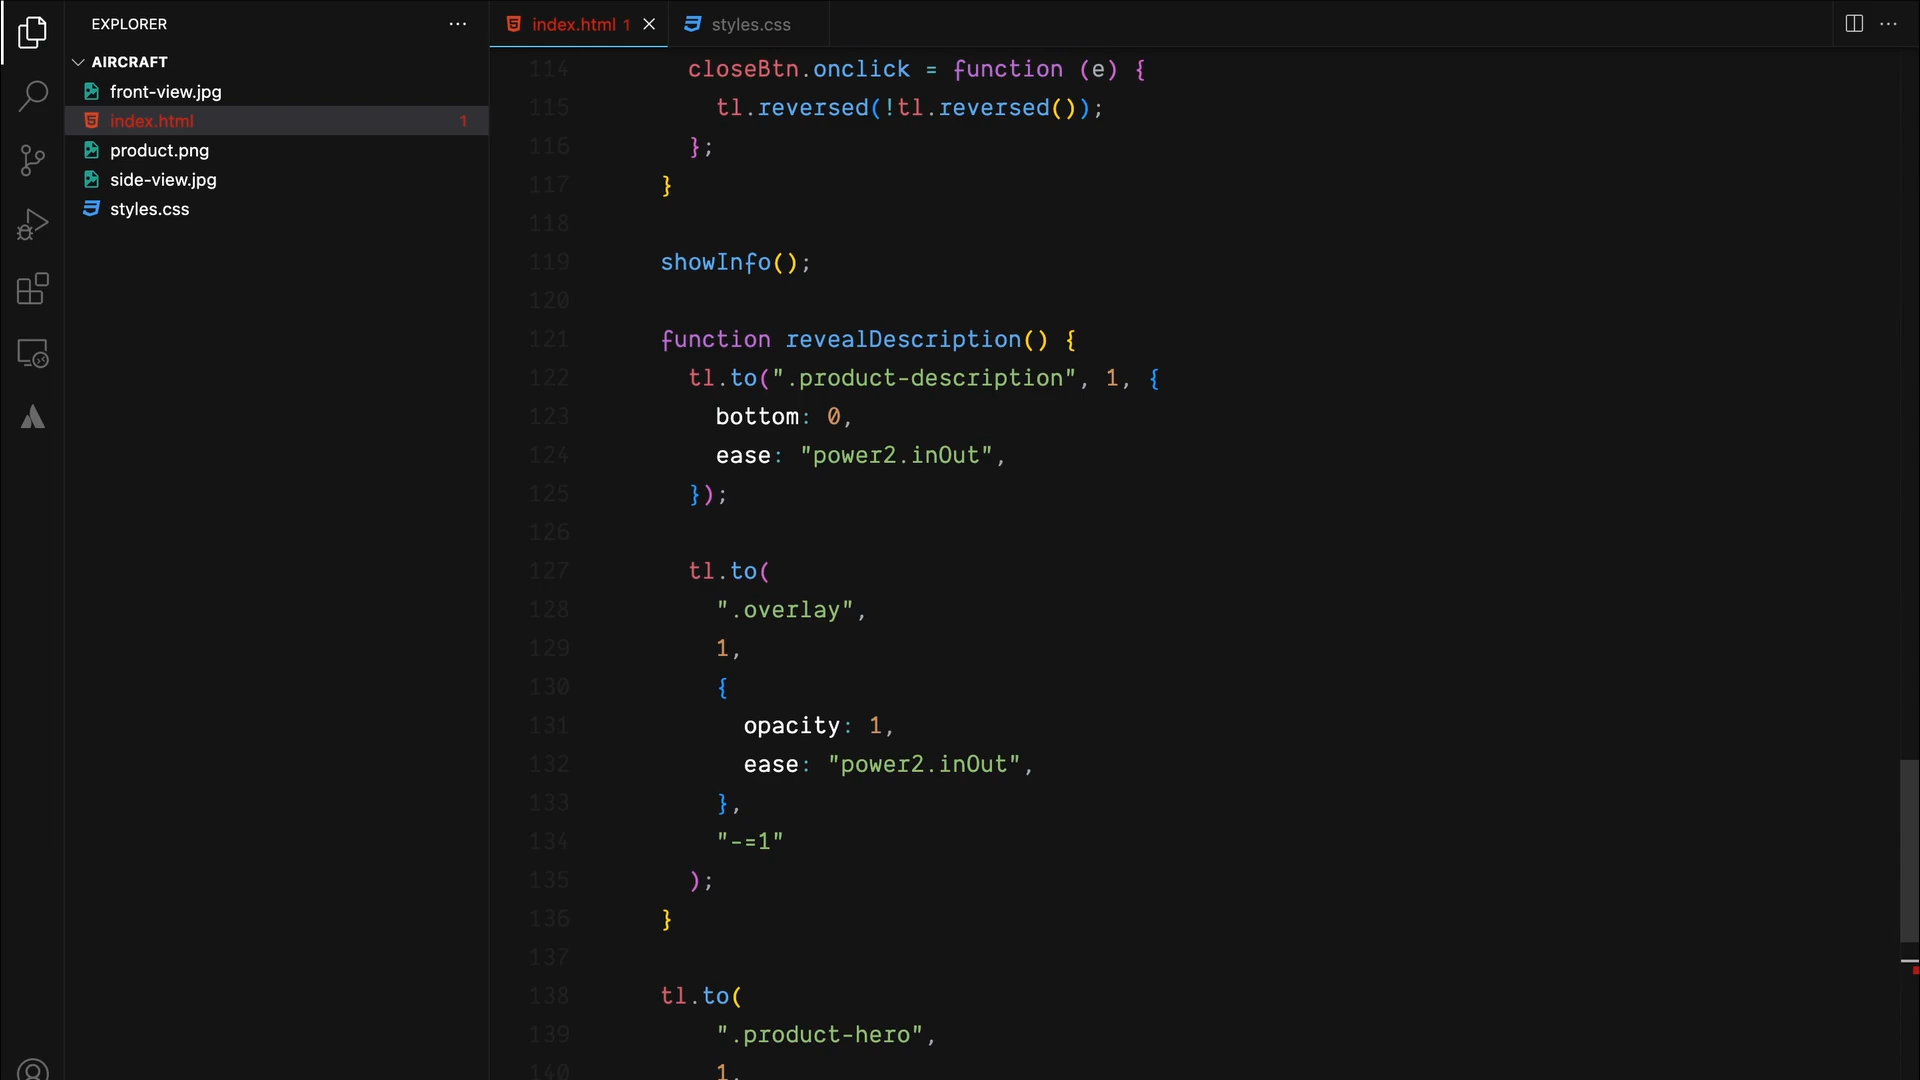 EXPLORER
AIRCRAFT
front-view.jpg
index.html 1
product.png
side-view.jpg
styles.css
index.html 1
styles.css
114 closeBtn.onclick = function (e) {
115 tl.reversed(!tl.reversed());
116 };
117 }
118
119 showInfo();
120
121 function revealDescription() {
122 tl.to(".product-description", 1, {
123 bottom: 0,
124 ease: "power2.inOut",
125 });
126
127 tl.to(
128 ".overlay",
129 1,
130 {
131 opacity: 1,
132 ease: "power2.inOut",
133 },
134 "-=1"
135 );
136 }
137
138 tl.to(
139 ".product-hero",
140 1,